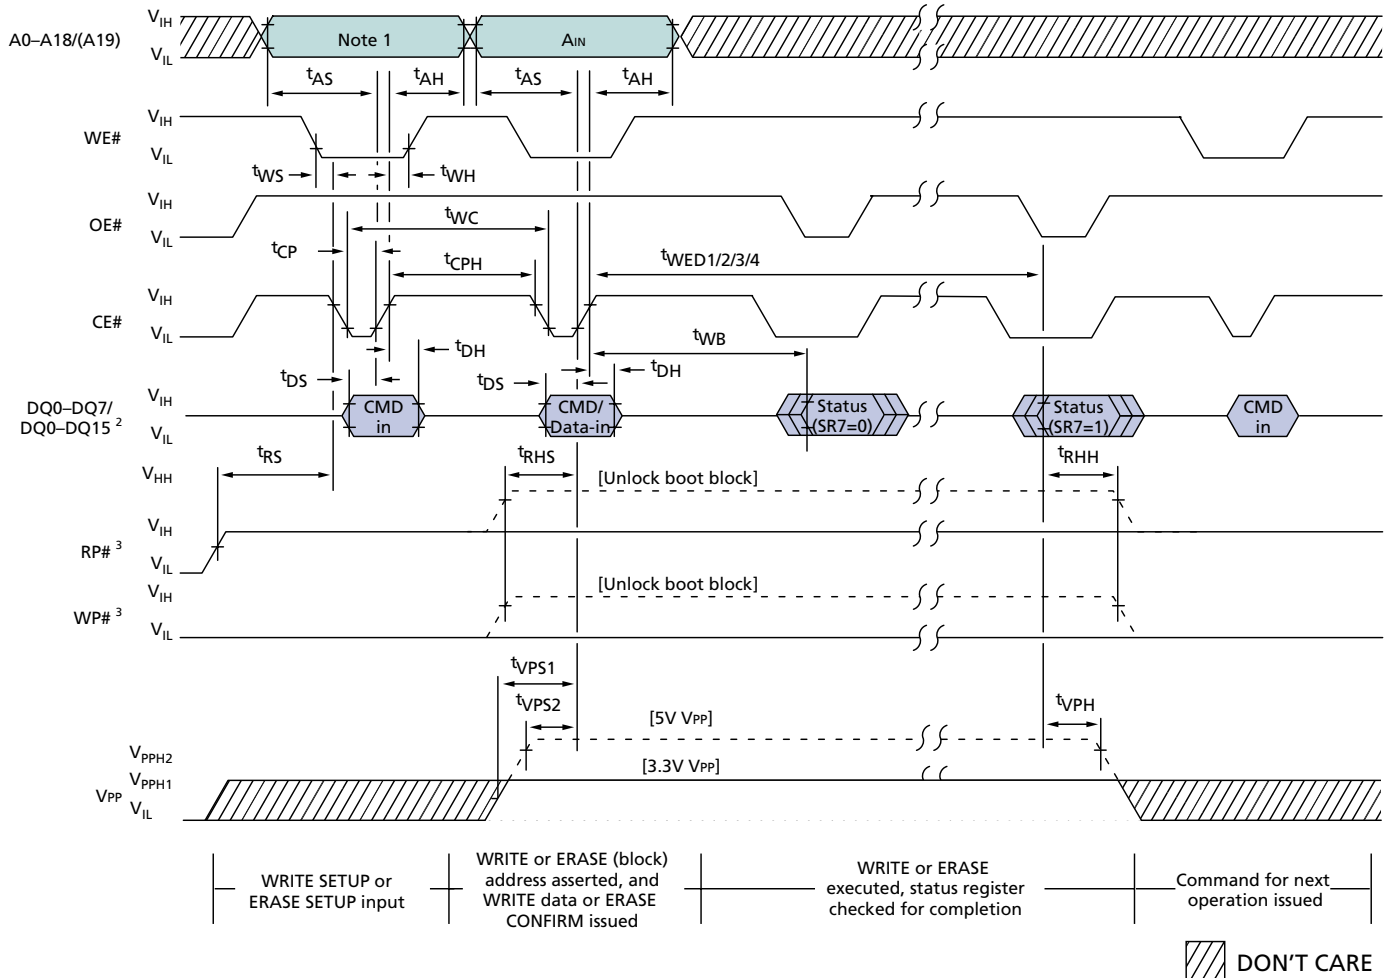 A0–A18/(A19)
VIH
VIL
Note 1
AIN
tAS
tAH
tAS
tAH
WE#
VIH
VIL
tWS
tWH
OE#
VIH
VIL
tWC
tCP
tCPH
tWED1/2/3/4
CE#
VIH
VIL
tWB
tDH
tDS
tDS
tDH
DQ0–DQ7/
DQ0–DQ15 2
VIH
VIL
CMD
in
CMD/
Data-in
Status
(SR7=0)
Status
(SR7=1)
CMD
in
tRS
tRHS
tRHH
VHH
[Unlock boot block]
RP# 3
VIH
VIL
WP# 3
VIH
VIL
[Unlock boot block]
tVPS1
tVPS2
tVPH
[5V VPP]
[3.3V VPP]
VPP
VPPH2
VPPH1
VIL
WRITE SETUP or
ERASE SETUP input
WRITE or ERASE (block)
address asserted, and
WRITE data or ERASE
CONFIRM issued
WRITE or ERASE
executed, status register
checked for completion
Command for next
operation issued
DON'T CARE